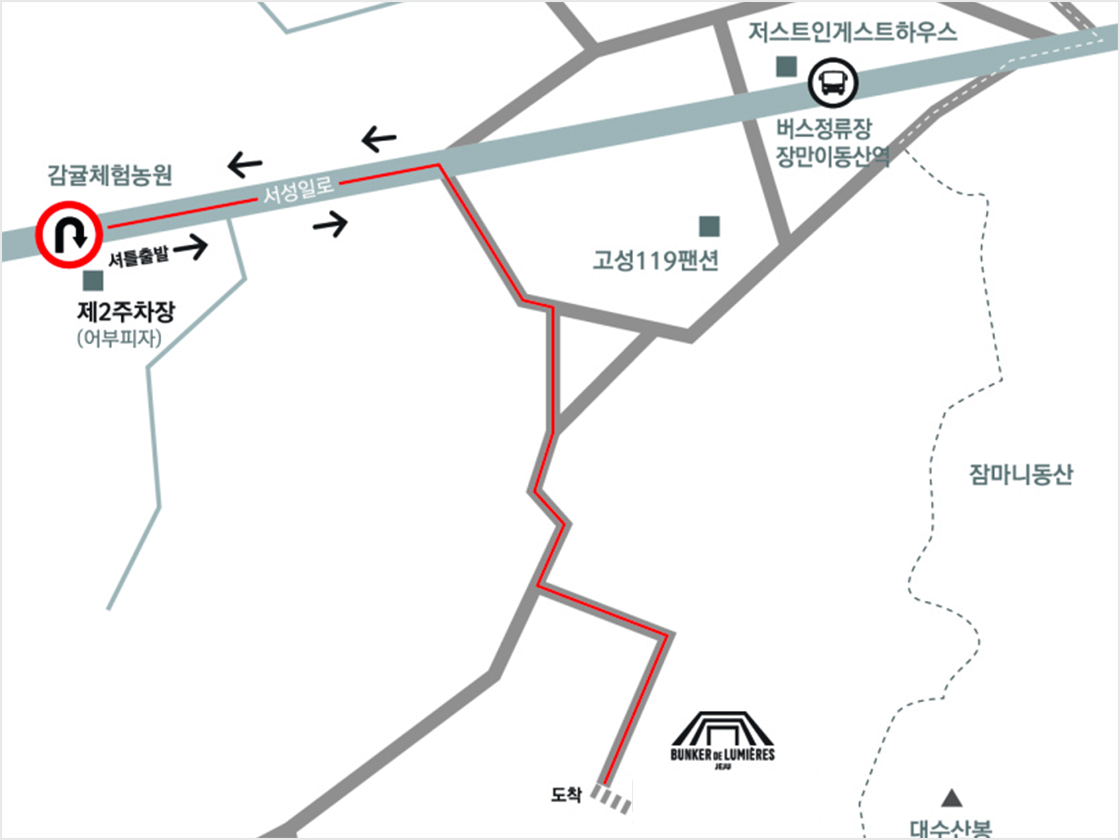 저스트인게스트하우스
버스정류장
장만이동산역
감귤체험농원
서성일로
셔틀출발
제2주차장
(어부피자)
고성119팬션
잠마니동산
BUNKER DE LUMIÈRES
JEJU
도착
대수산봉